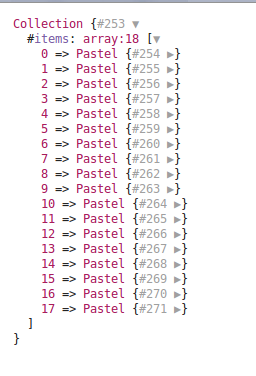 Collection {#253 ▼
#items: array:18 [▼
0 => Pastel {#254 ▶}
1 => Pastel {#255 ▶}
2 => Pastel {#256 ▶}
3 => Pastel {#257 ▶}
4 => Pastel {#258 ▶}
5 => Pastel {#259 ▶}
6 => Pastel {#260 ▶}
7 => Pastel {#261 ▶}
8 => Pastel {#262 ▶}
9 => Pastel {#263 ▶}
10 => Pastel {#264 ▶}
11 => Pastel {#265 ▶}
12 => Pastel {#266 ▶}
13 => Pastel {#267 ▶}
14 => Pastel {#268 ▶}
15 => Pastel {#269 ▶}
16 => Pastel {#270 ▶}
17 => Pastel {#271 ▶}
]
}